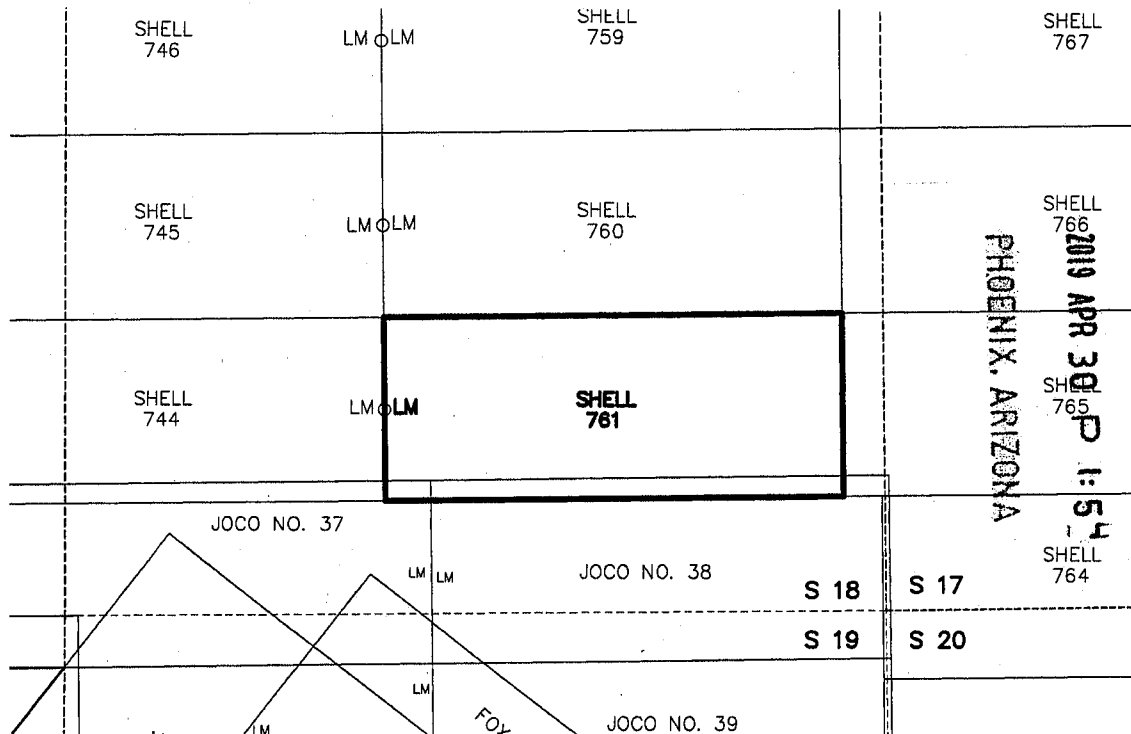 SHELL
746
LM LM
SHELL
759
SHELL
767
SHELL
745
LM LM
SHELL
760
SHELL
766
2019 APR 30 P 1:54
PHOENIX, ARIZONA
SHELL
744
LM LM
SHELL
761
SHELL
765
JOCO NO. 37
LM LM
JOCO NO. 38
SHELL
764
S 18 S 17
S 19 S 20
LM
FOX
LM
JOCO NO. 39